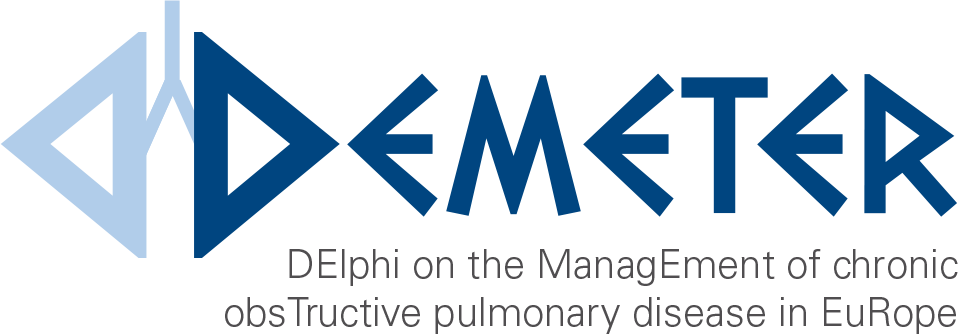 DEMETER
DElphi on the ManagEment of chronic
obsTructive pulmonary disease in EuRope